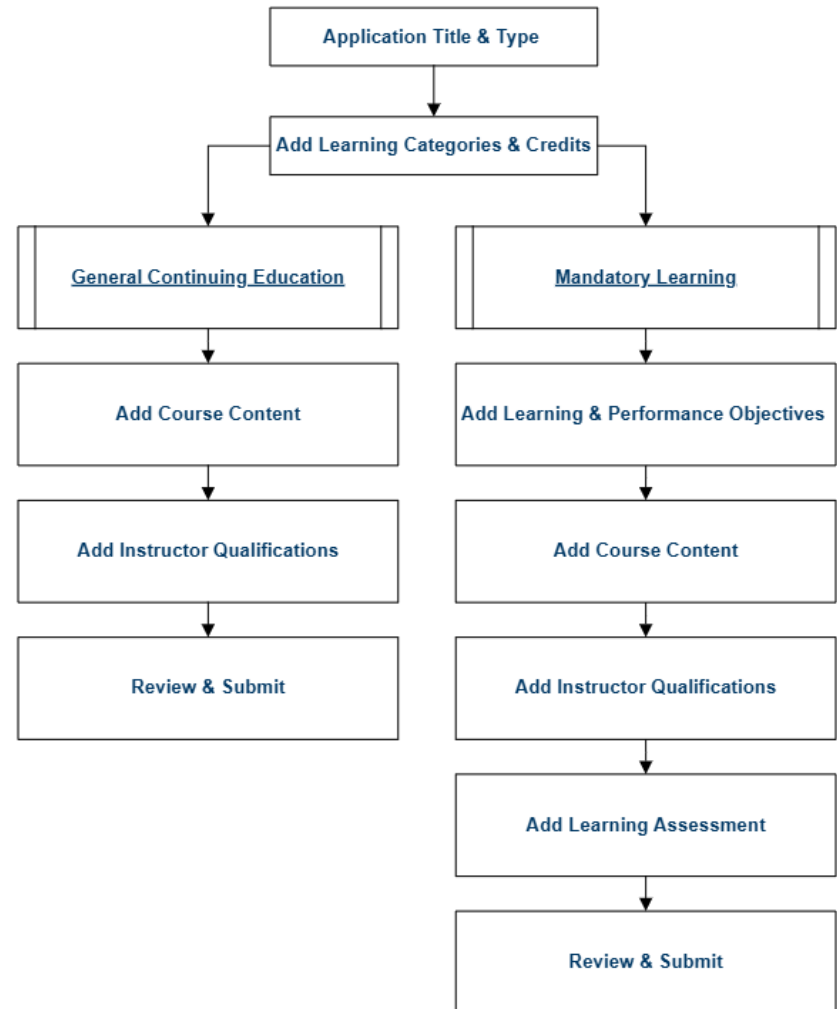 Application Title & Type
Add Learning Categories & Credits
General Continuing Education
Mandatory Learning
Add Course Content
Add Learning & Performance Objectives
Add Instructor Qualifications
Add Course Content
Review & Submit
Add Instructor Qualifications
Add Learning Assessment
Review & Submit